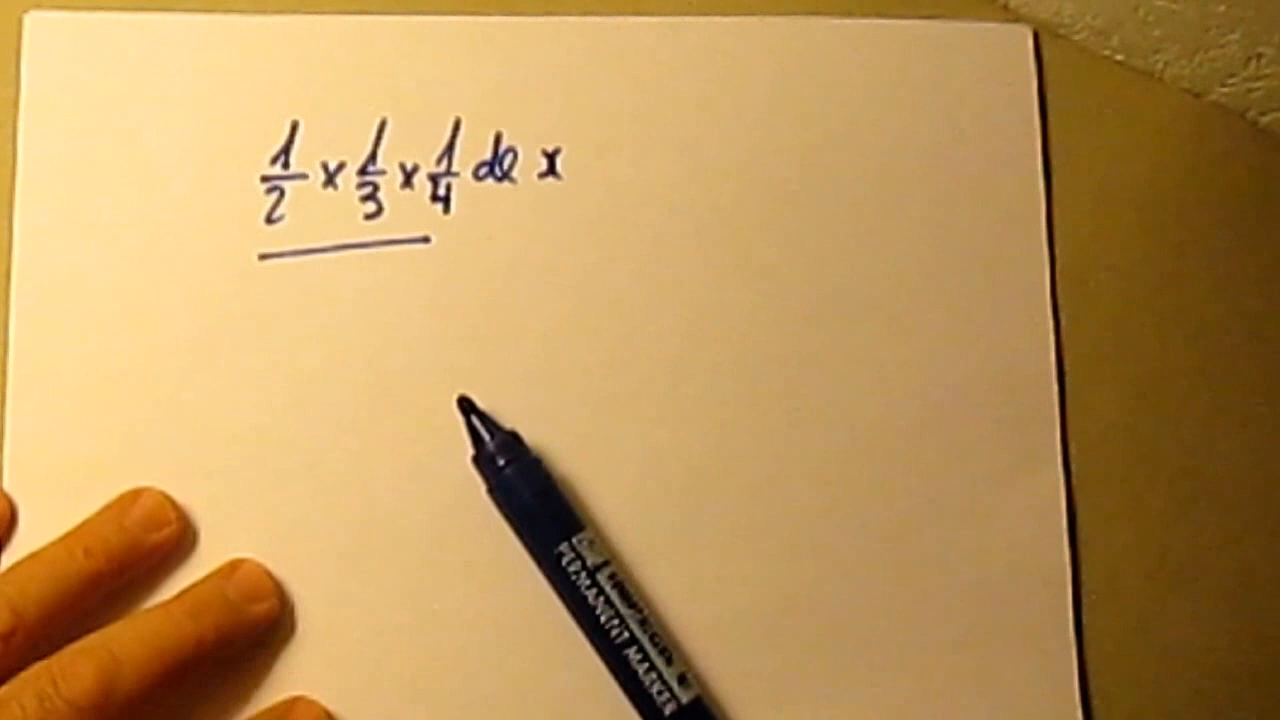 1/2 x 1/3 x 1/4 de x
PERMANENT MARKER